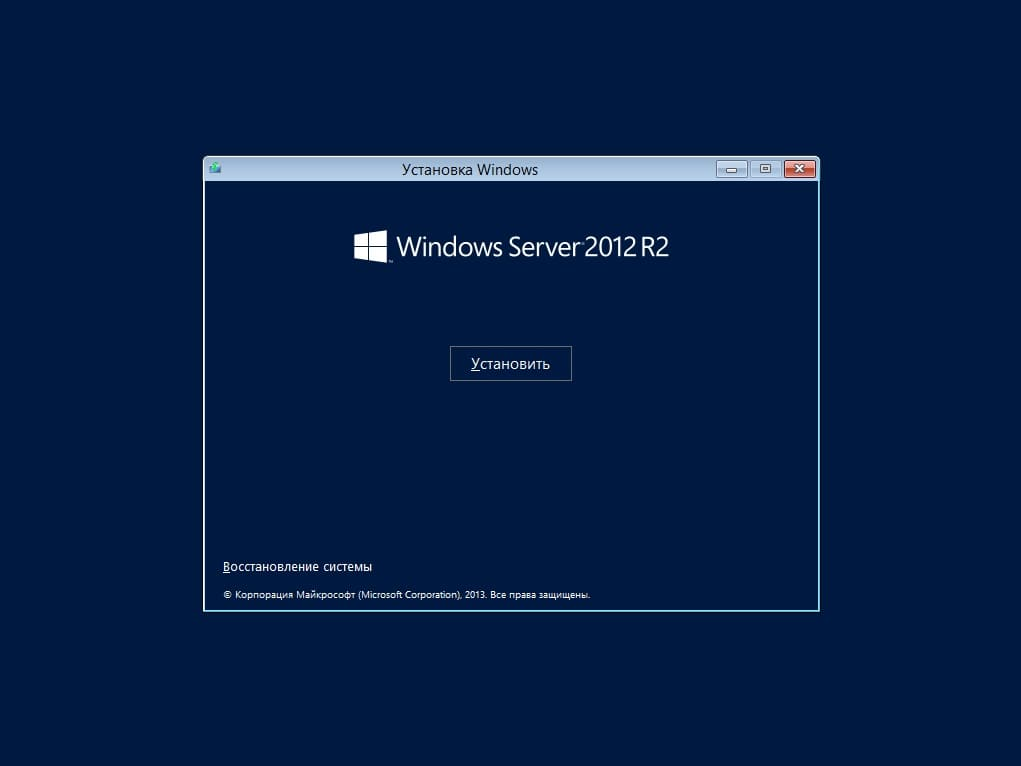 Установка Windows
Windows Server 2012 R2
Установить
Восстановление системы
© Корпорация Майкрософт (Microsoft Corporation), 2013. Все права защищены.